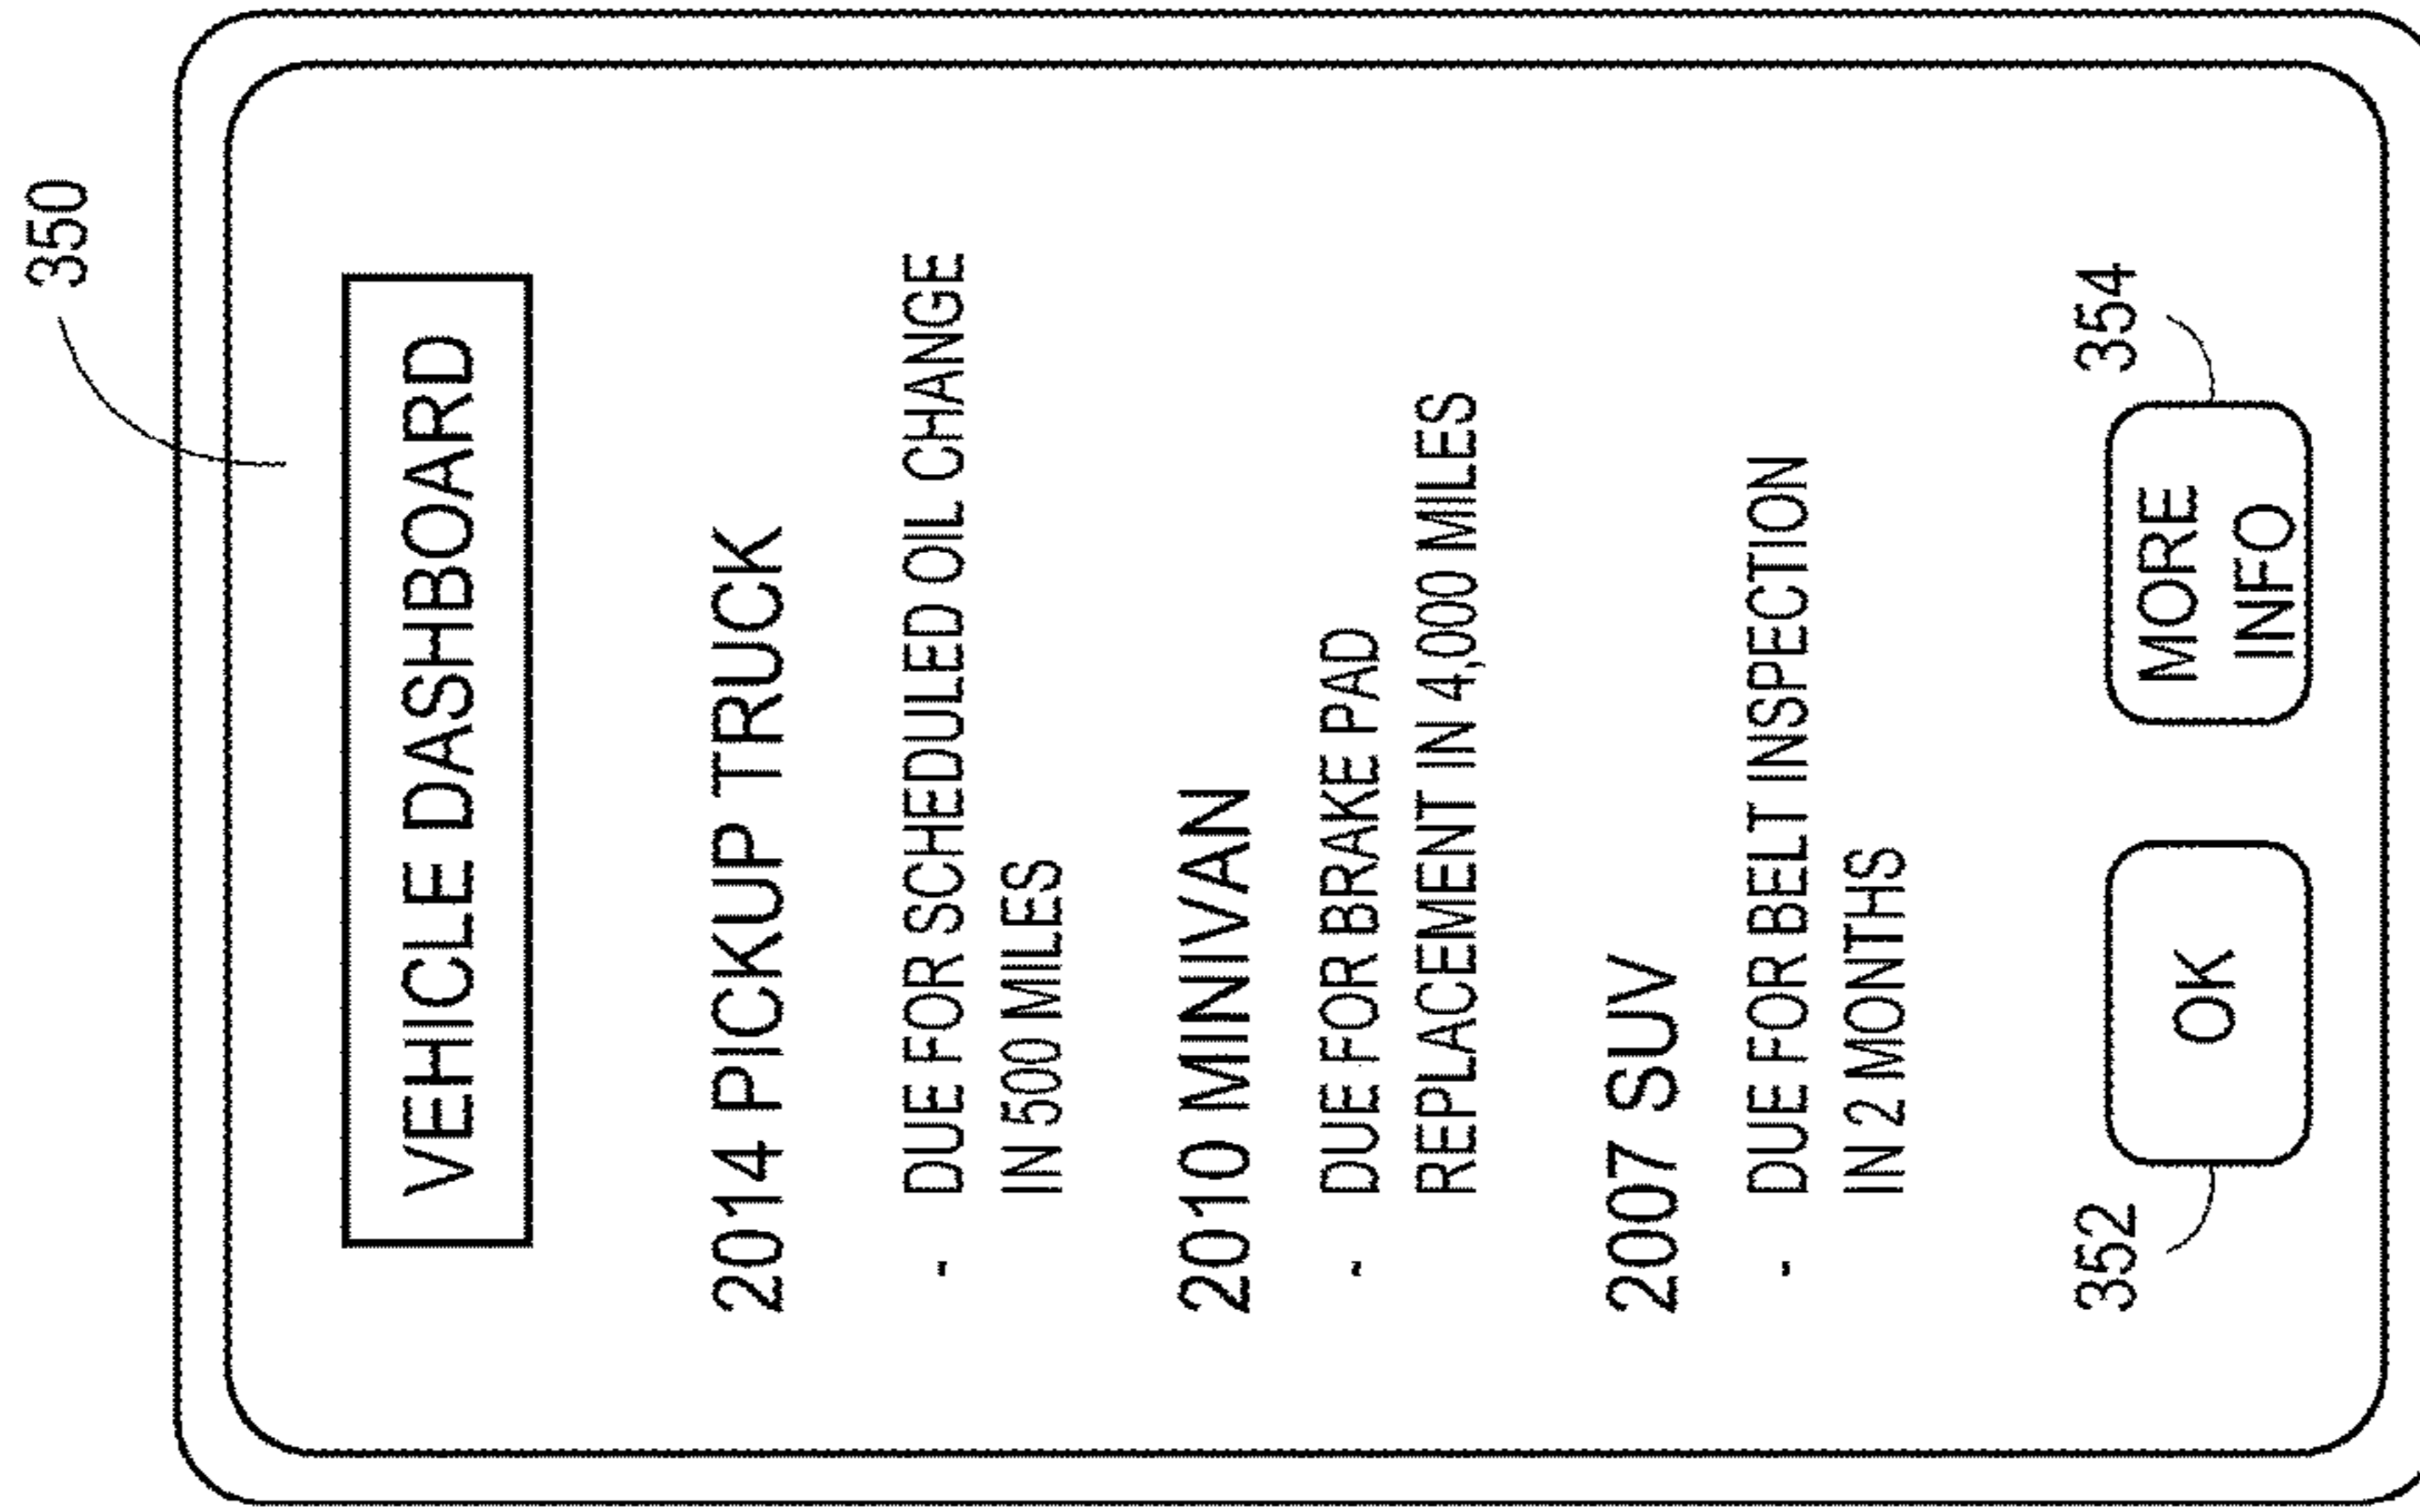 350
VEHICLE DASHBOARD
2014 PICKUP TRUCK
- DUE FOR SCHEDULED OIL CHANGE
IN 500 MILES
2010 MINIVAN
- DUE FOR BRAKE PAD
REPLACEMENT IN 4,000 MILES
2007 SUV
- DUE FOR BELT INSPECTION
IN 2 MONTHS
352
354
OK
MORE
INFO